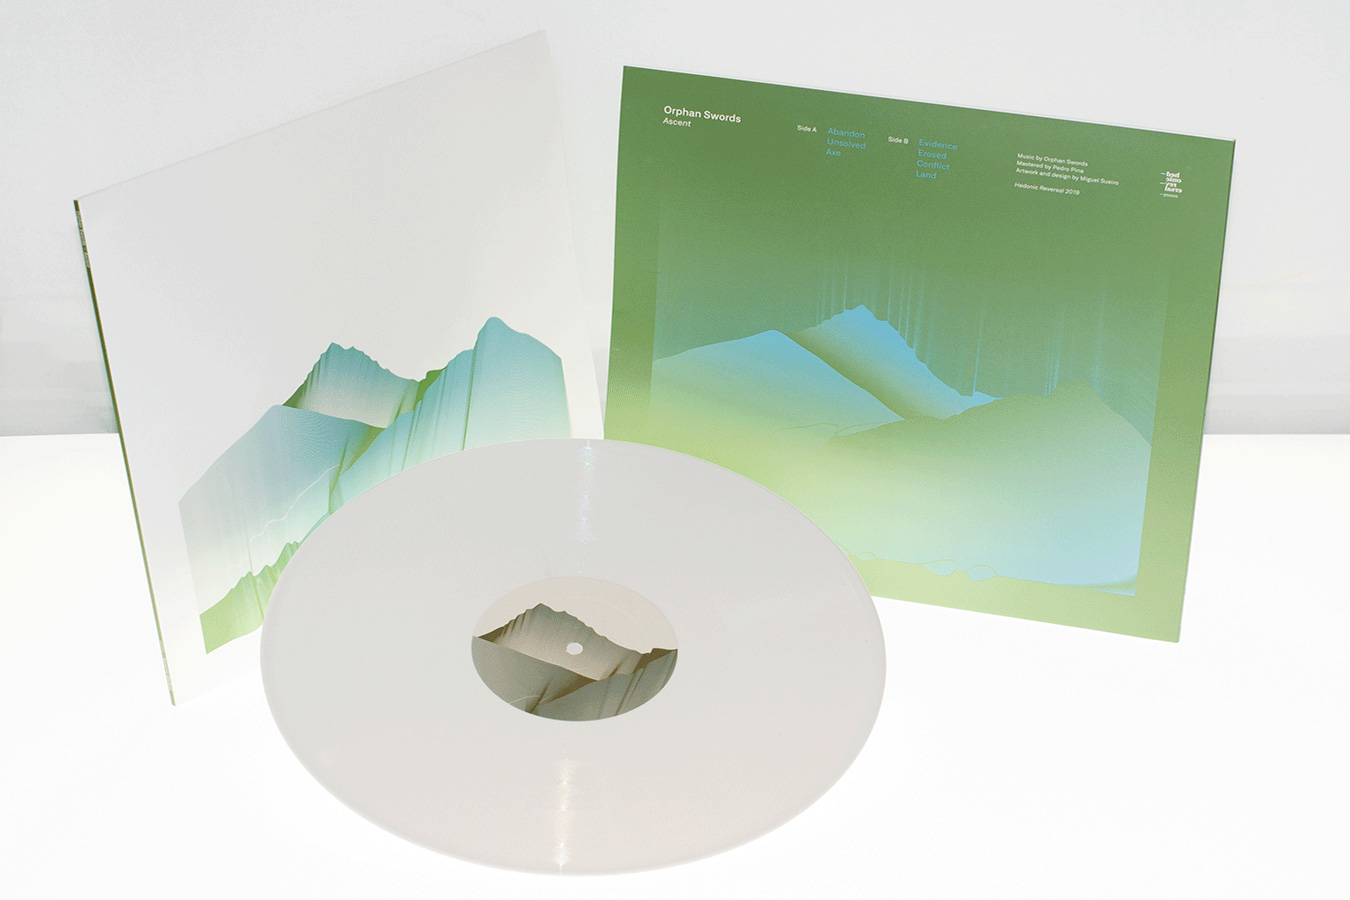 Orphan Swords
Ascent
Side A
Abandon
Unsolved
Axe
Side B
Evidence
Erosed
Conflict
Land
Music by Orphan Swords
Mastered by Pedro Pina
Artwork and design by Miguel Sueiro
Hedonic Reversal 2019